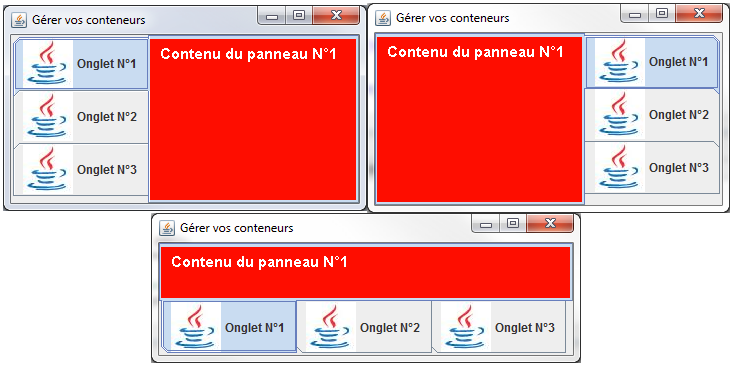 Gérer vos conteneurs
Onglet N°1
Onglet N°2
Onglet N°3
Contenu du panneau N°1
Gérer vos conteneurs
Contenu du panneau N°1
Onglet N°1
Onglet N°2
Onglet N°3
Gérer vos conteneurs
Contenu du panneau N°1
Onglet N°1 Onglet N°2 Onglet N°3